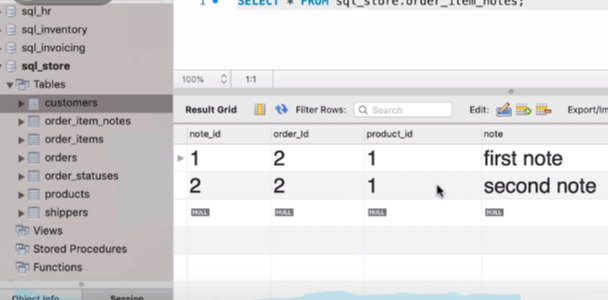 sql_hr
sql_inventory
sql_invoicing
sql_store
Tables
customers
order_item_notes
order_items
orders
order_statuses
products
shippers
Views
Stored Procedures
Functions
Object Info Session
1 SELECT * FROM sql_store.order_item_notes;
100% 1:1
Result Grid Filter Rows: Search Edit: Export/Im
note_id order_Id product_id note
1 2 1 first note
2 2 1 second note
NULL NULL NULL NULL